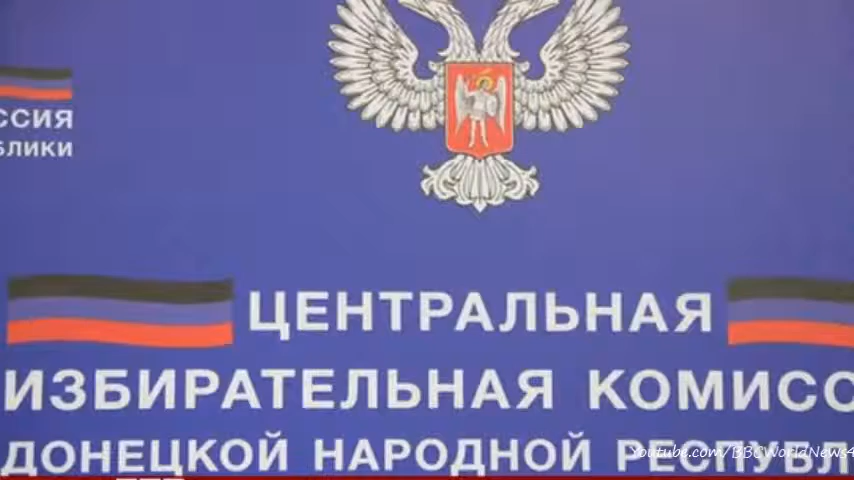 ССИЯ
БЛИКИ
ЦЕНТРАЛЬНАЯ
ИЗБИРАТЕЛЬНАЯ КОМИСС
ДОНЕЦКОЙ НАРОДНОЙ РЕСПУБЛ
Youtube.com/BBCWorldNews4